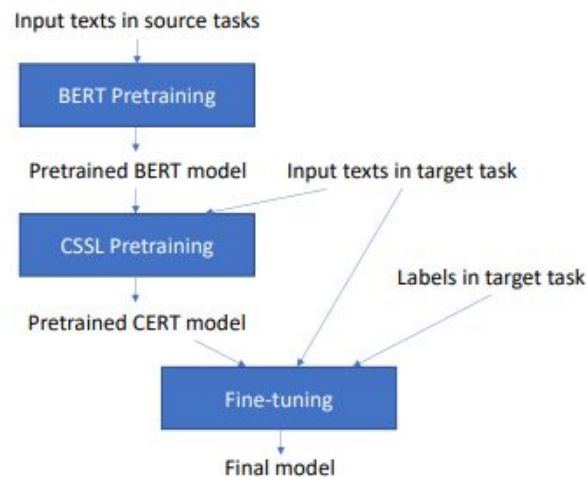 Input texts in source tasks
BERT Pretraining
Pretrained BERT model
Input texts in target task
CSSL Pretraining
Labels in target task
Pretrained CERT model
Fine-tuning
Final model